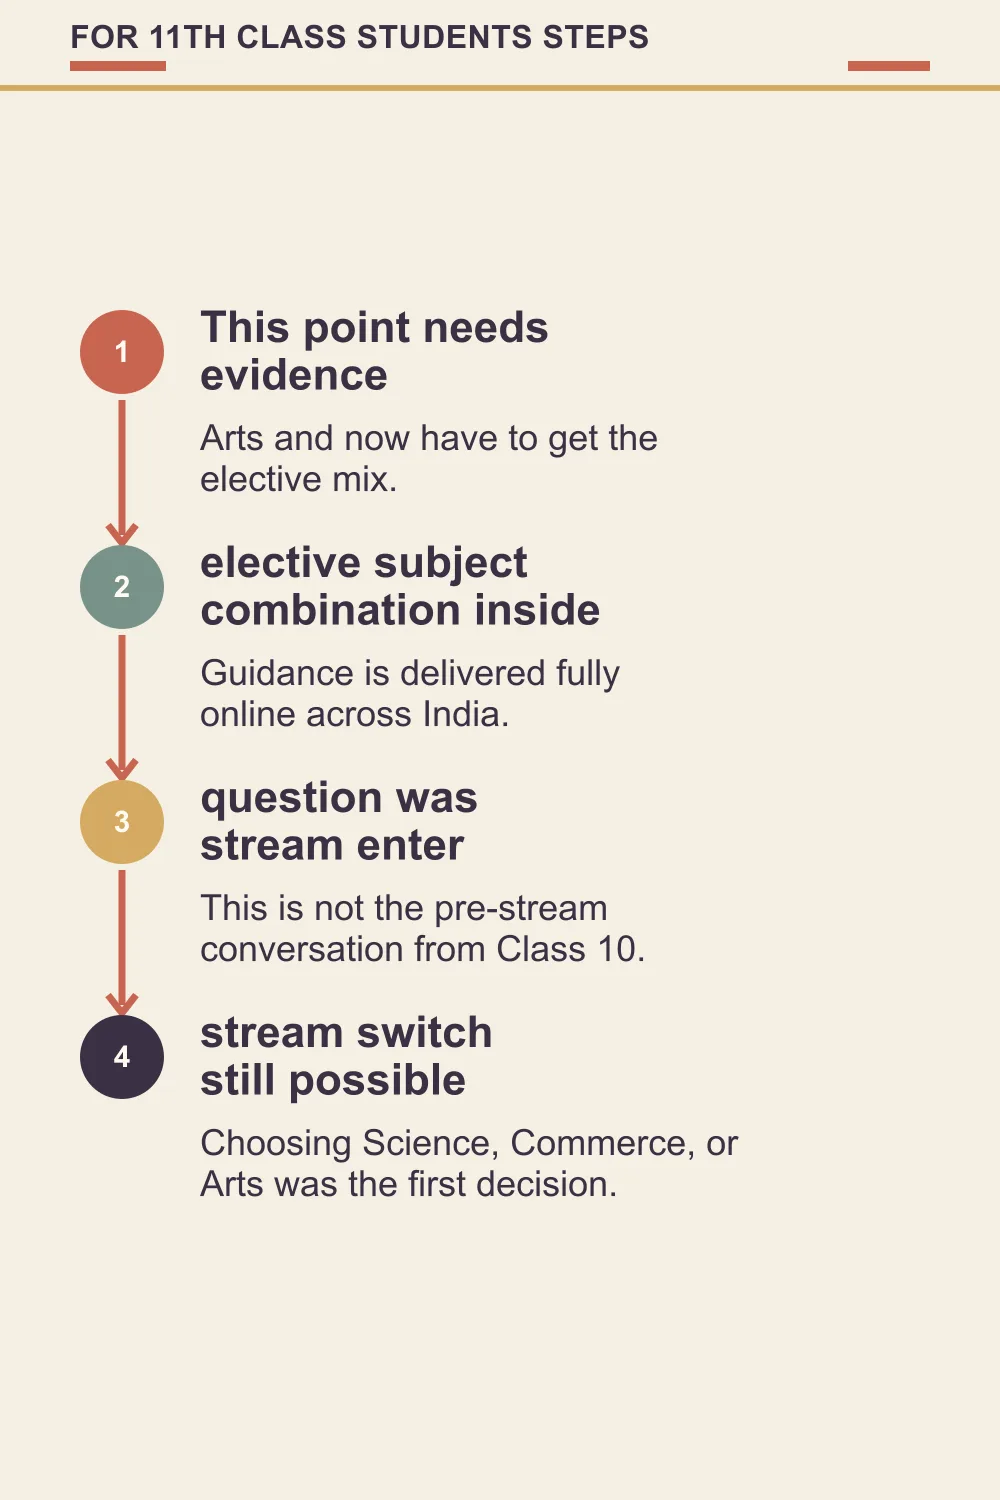 FOR 11TH CLASS STUDENTS STEPS
1
This point needs
evidence
Arts and now have to get the
elective mix.
2
elective subject
combination inside
Guidance is delivered fully
online across India.
3
question was
stream enter
This is not the pre-stream
conversation from Class 10.
4
stream switch
still possible
Choosing Science, Commerce, or
Arts was the first decision.